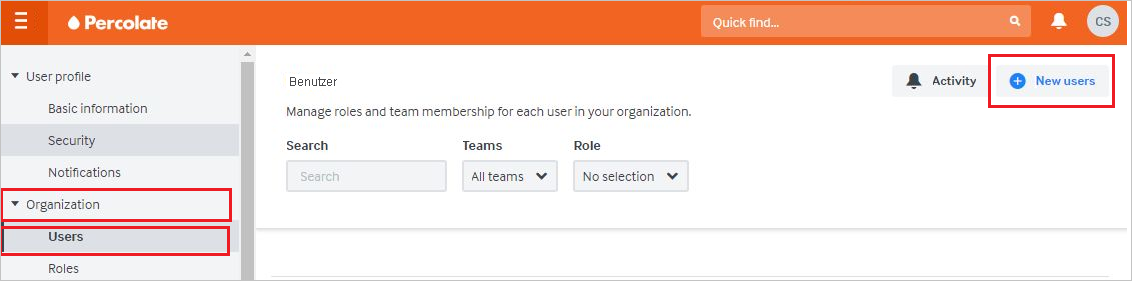 Percolate
Quick find...
CS
User profile
Basic information
Security
Notifications
Organization
Users
Roles
Benutzer
Activity
New users
Manage roles and team membership for each user in your organization.
Search Teams Role
Search All teams No selection